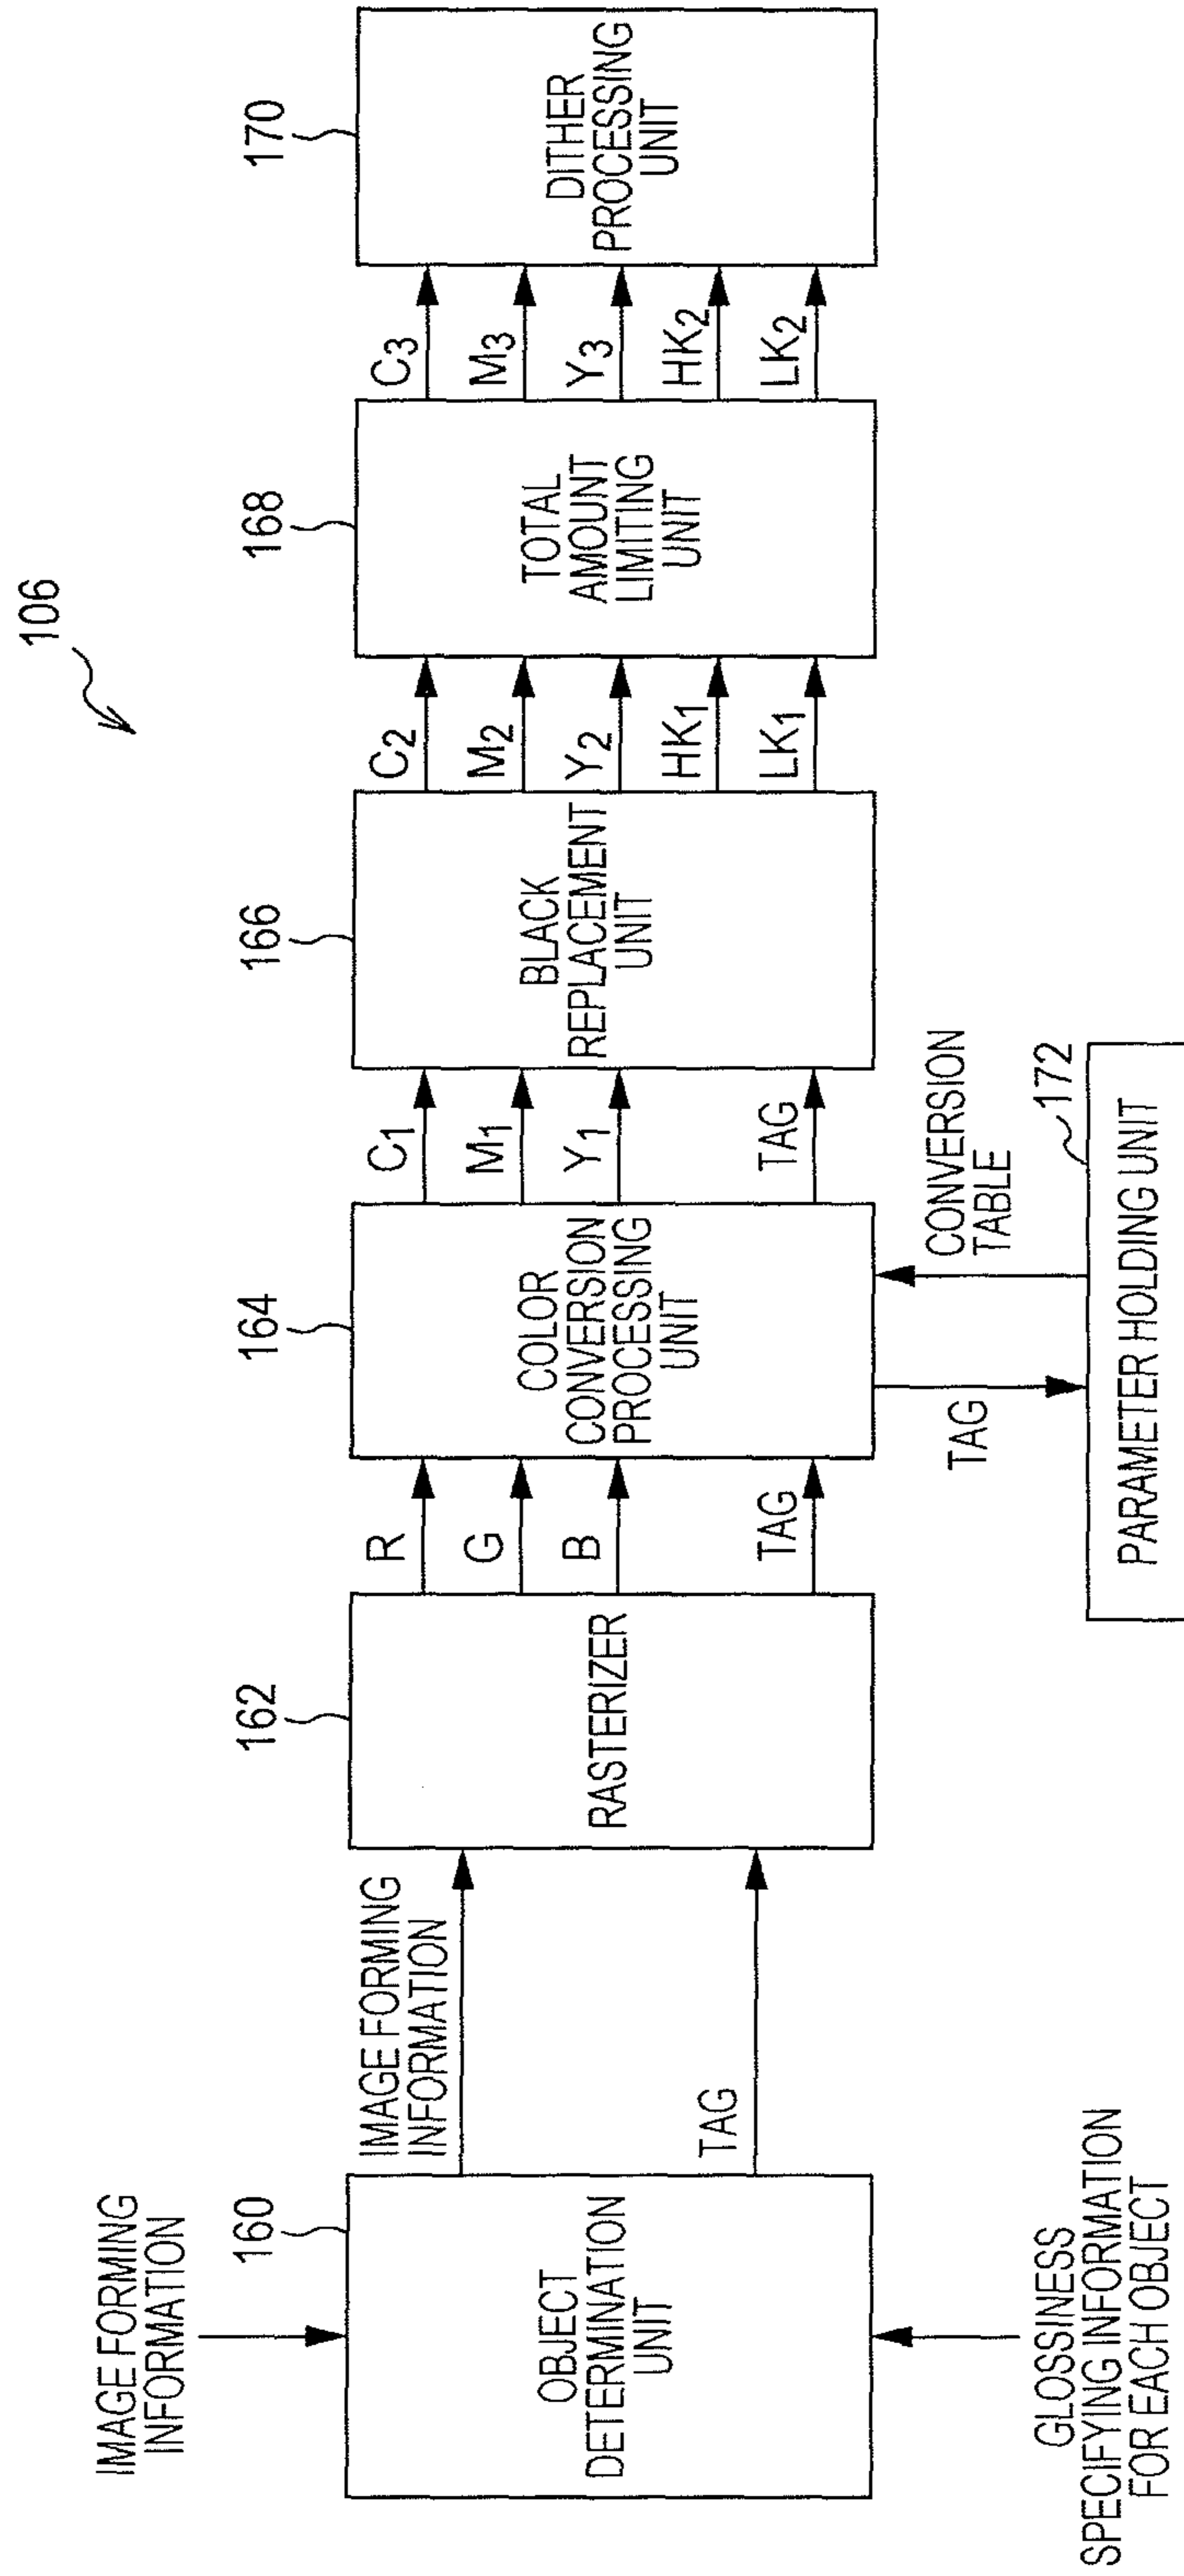 106
IMAGE FORMING
INFORMATION
160
OBJECT
DETERMINATION
UNIT
GLOSSINESS
SPECIFYING INFORMATION
FOR EACH OBJECT
IMAGE FORMING
INFORMATION
TAG
162
RASTERIZER
R
G
B
TAG
164
COLOR
CONVERSION
PROCESSING
UNIT
TAG
CONVERSION
TABLE
172
PARAMETER HOLDING UNIT
C1
M1
Y1
TAG
166
BLACK
REPLACEMENT
UNIT
C2
M2
Y2
HK1
LK1
168
TOTAL
AMOUNT
LIMITING
UNIT
C3
M3
Y3
HK2
LK2
170
DITHER
PROCESSING
UNIT